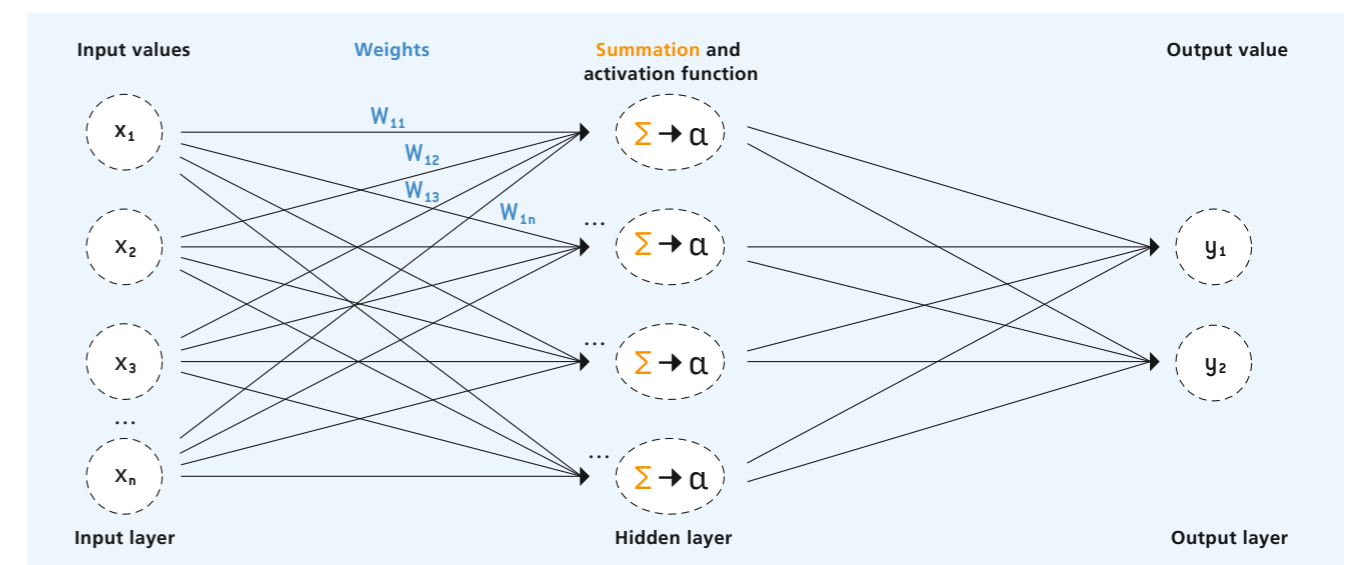 Input values
Weights
Summation and
activation function
Output value
x₁
W₁₁
Σ → α
W₁₂
W₁₃
W₁ₙ
...
x₂
Σ → α
y₁
...
x₃
Σ → α
y₂
...
...
xₙ
Σ → α
Input layer
Hidden layer
Output layer